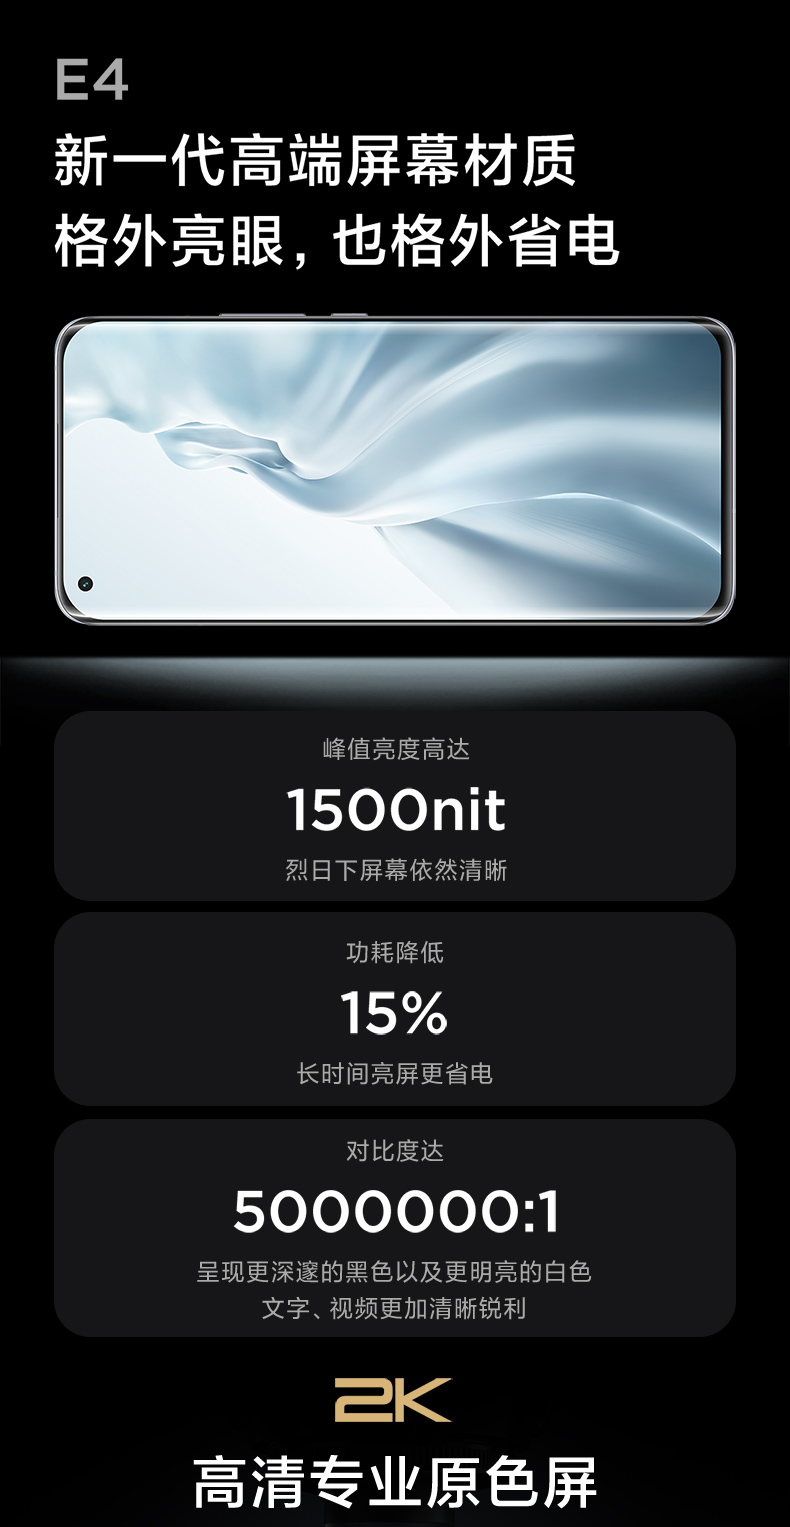 E4
新一代高端屏幕材质
格外亮眼，也格外省电
峰值亮度高达
1500nit
烈日下屏幕依然清晰
功耗降低
15%
长时间亮屏更省电
对比度达
5000000:1
呈现更深邃的黑色以及更明亮的白色
文字、视频更加清晰锐利
2K
高清专业原色屏